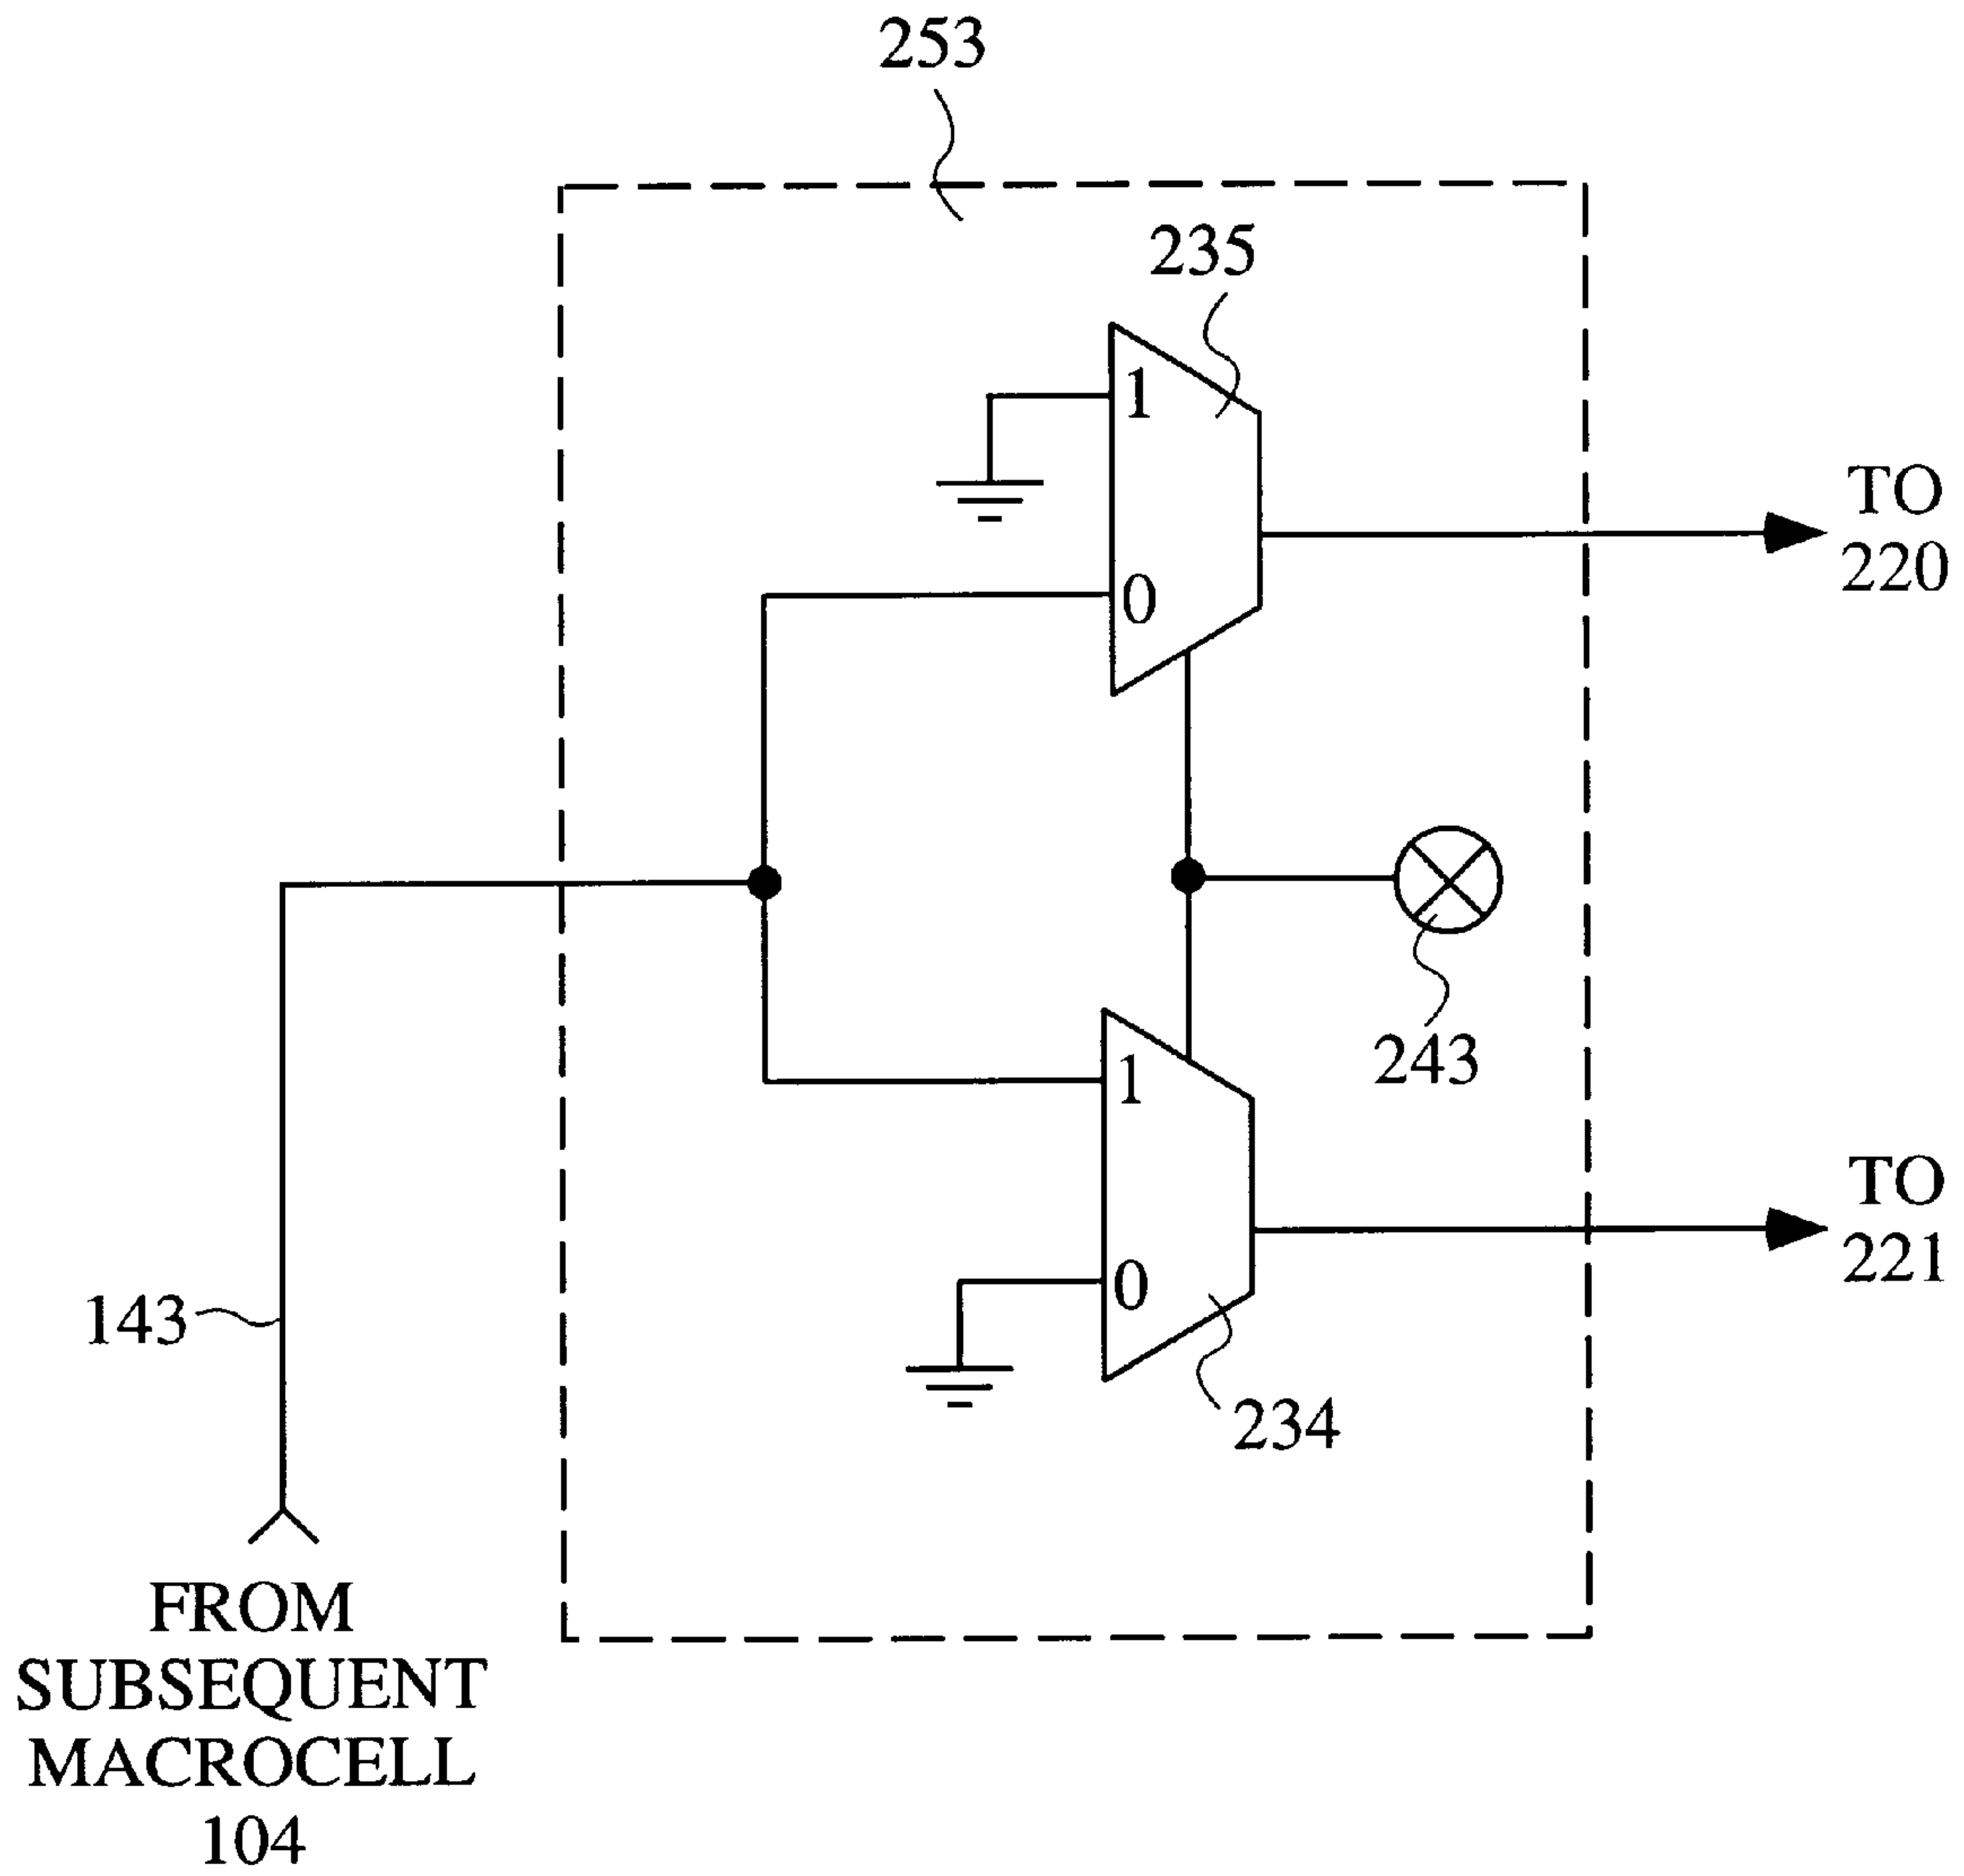 253
235
1
0
TO
220
243
1
0
TO
221
143
234
FROM
SUBSEQUENT
MACROCELL
104